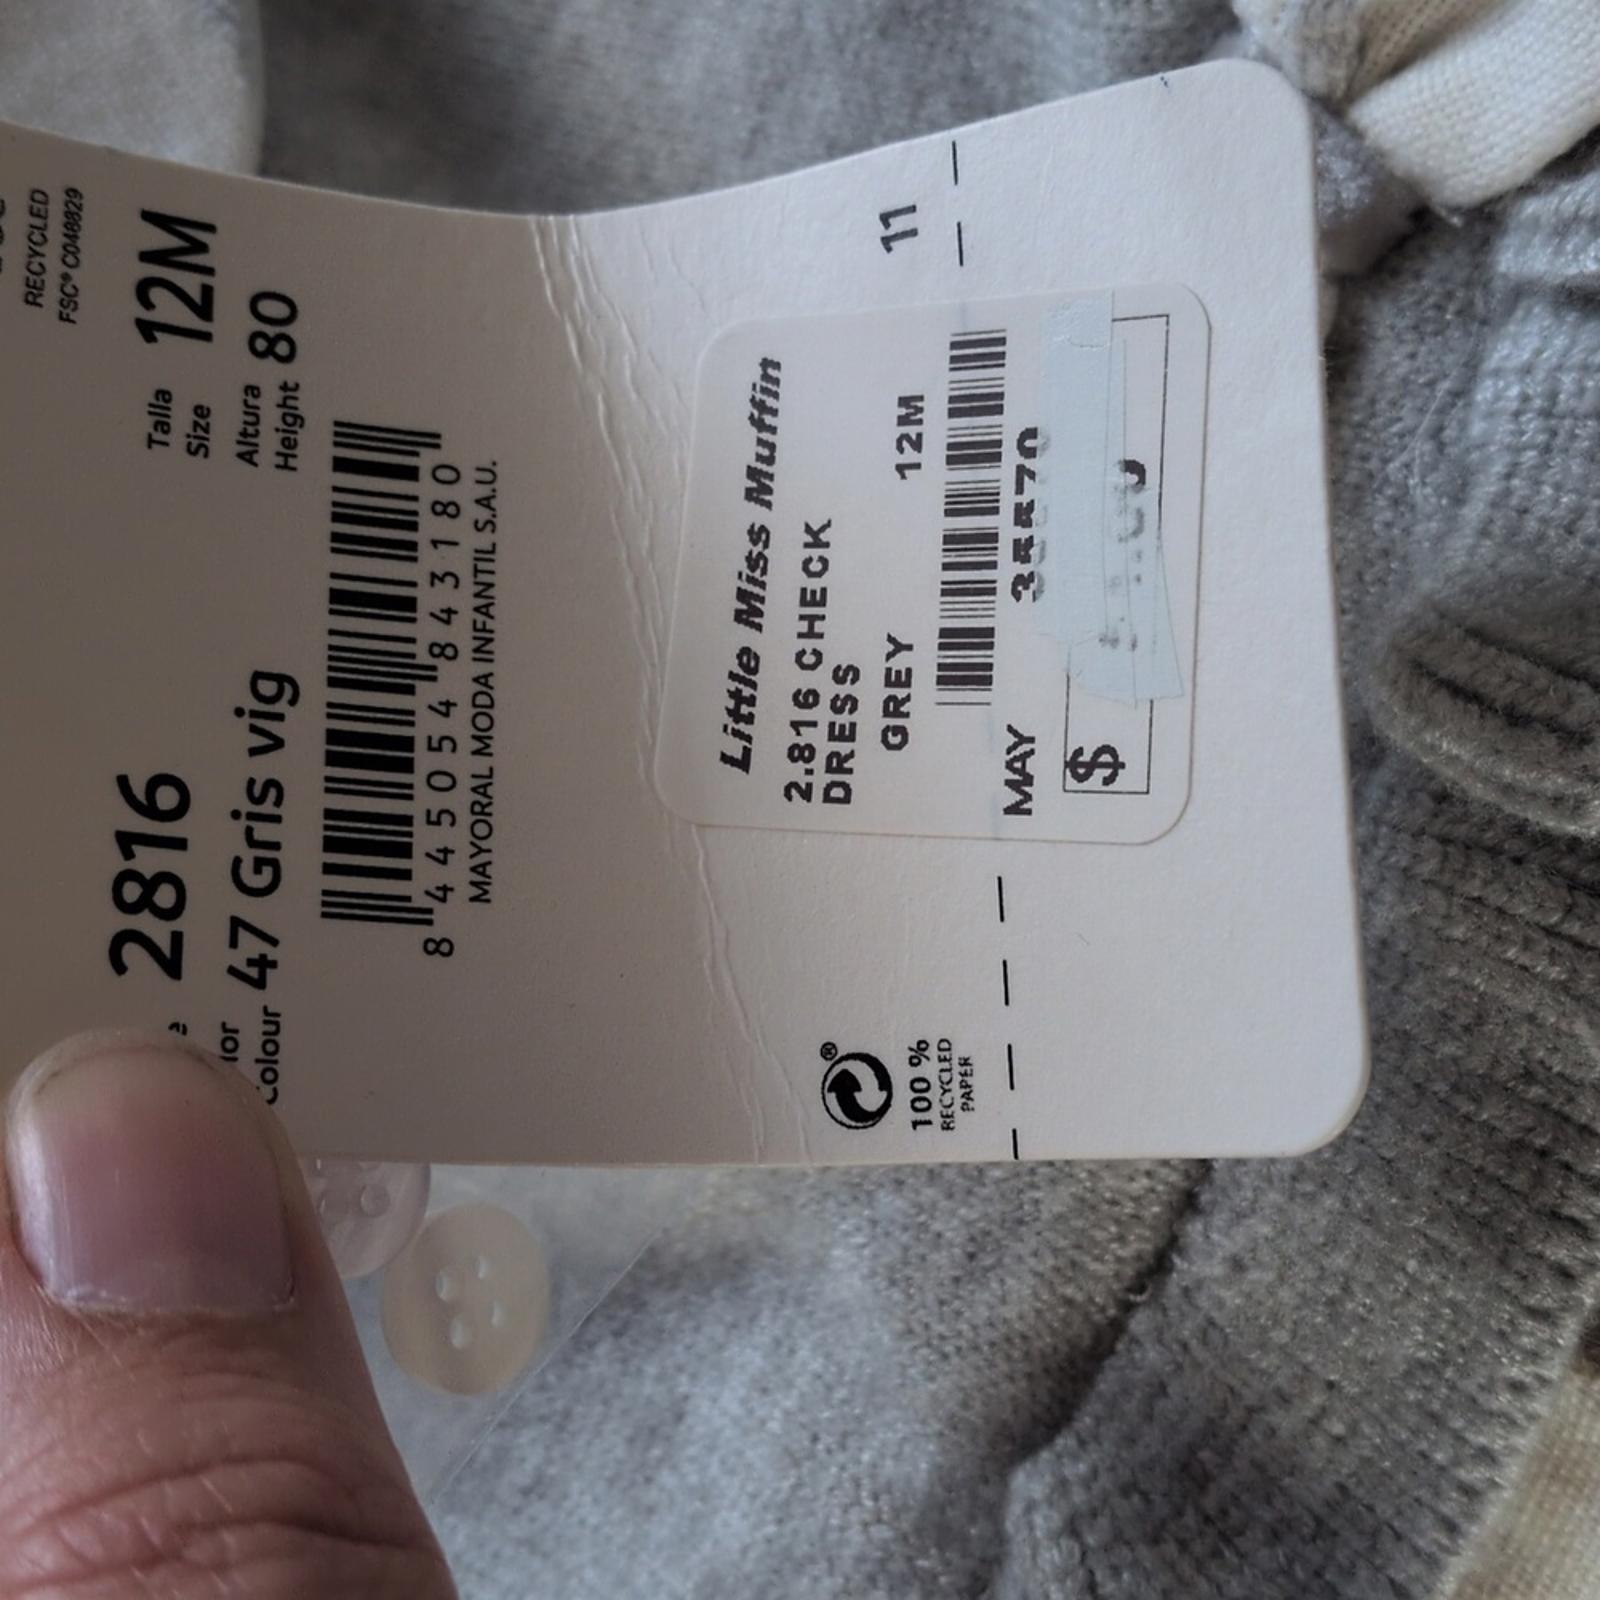 RECYCLED
FSC® C048829
2816
Talla
Size 12M
47 Gris vig
Colour
Altura
Height 80
8 445054 843180
MAYORAL MODA INFANTIL S.A.U.
Little Miss Muffin
2.816 CHECK
DRESS
GREY 12M
MAY 35570
$
11
100 %
RECYCLED
PAPER